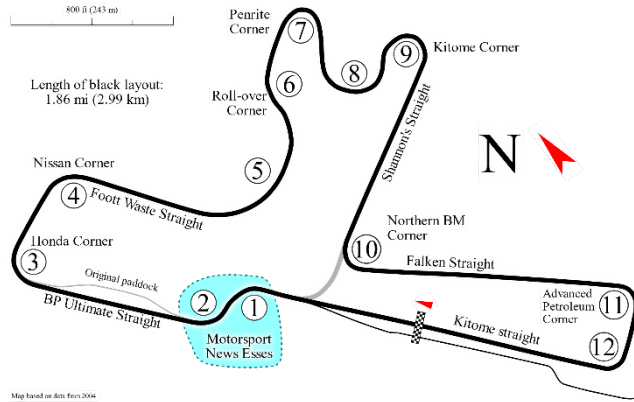 800 ft (243 m)
Length of black layout:
1.86 mi (2.99 km)
Penrite
Corner
7
8
9
Kitome Corner
6
Roll-over
Corner
Shannon's Straight
N
5
Nissan Corner
4
Foott Waste Straight
Honda Corner
3
Original paddock
BP Ultimate Straight
2
1
Motorsport
News Esses
Northern BM
Corner
10
Falken Straight
Kitome straight
Advanced
Petroleum
Corner
11
12
Map based on data from 2004